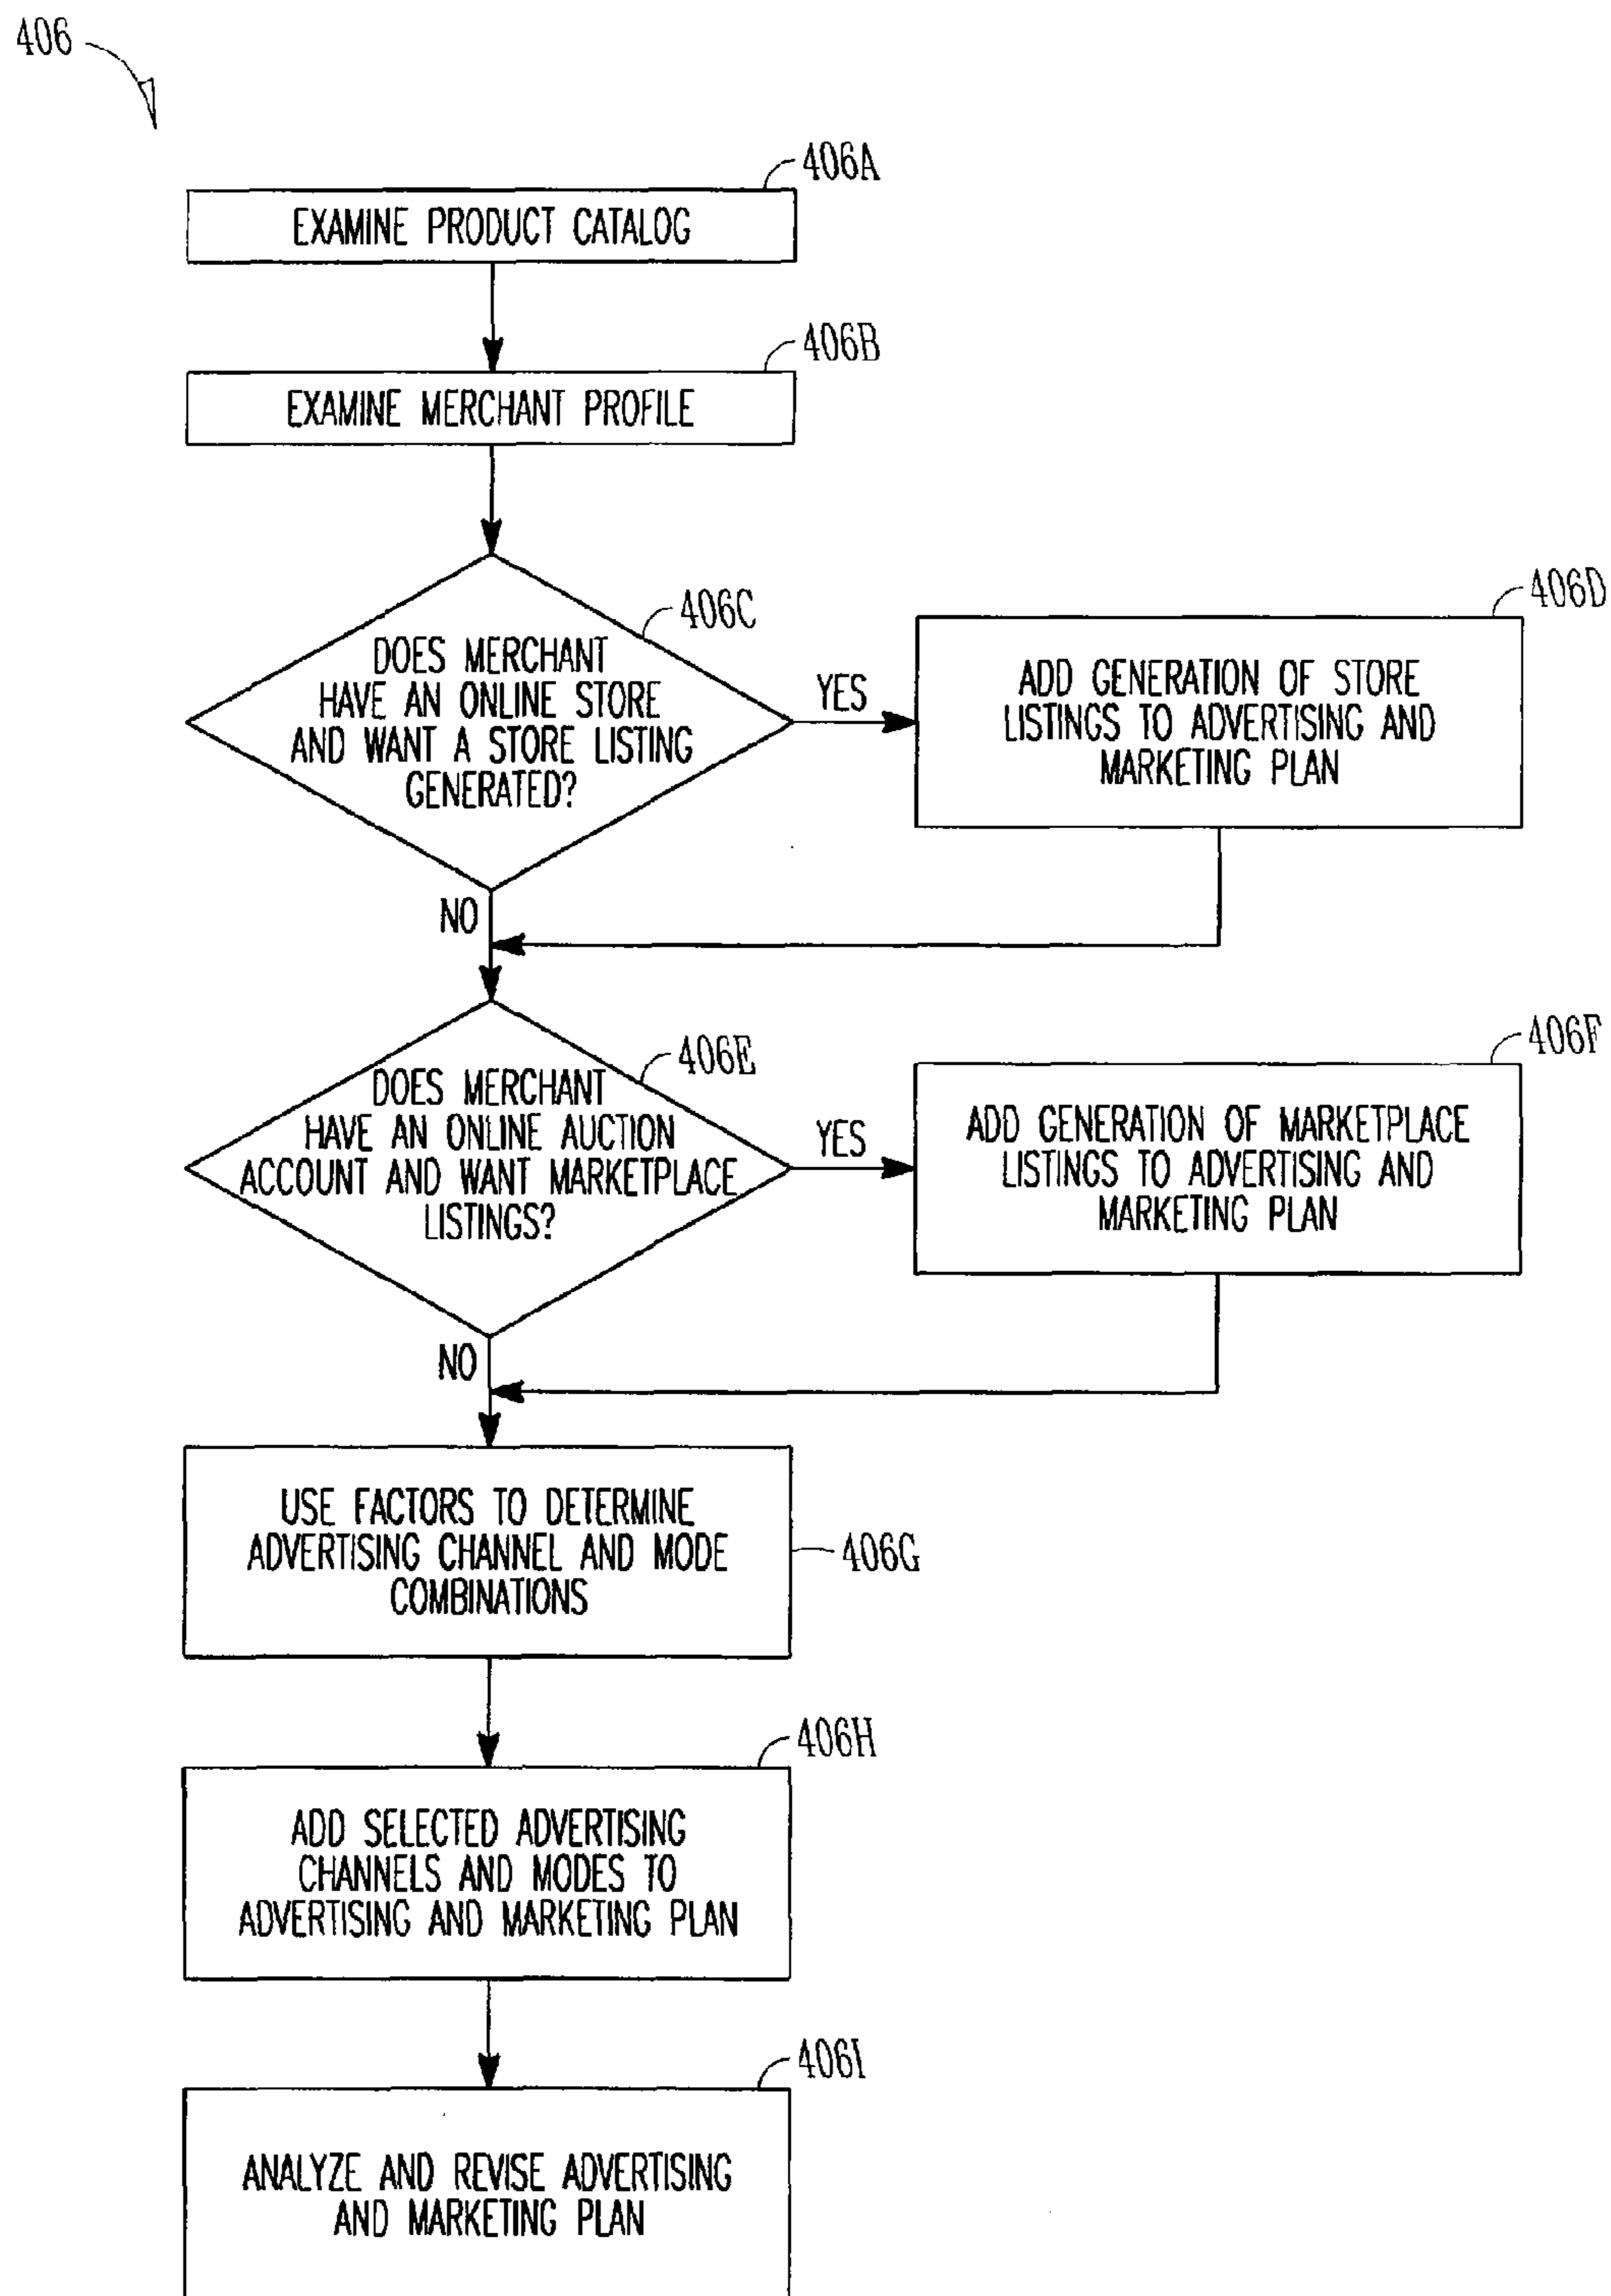 406
406A
EXAMINE PRODUCT CATALOG
406B
EXAMINE MERCHANT PROFILE
406C
DOES MERCHANT
HAVE AN ONLINE STORE
AND WANT A STORE LISTING
GENERATED?
YES
406D
ADD GENERATION OF STORE
LISTINGS TO ADVERTISING AND
MARKETING PLAN
NO
406E
DOES MERCHANT
HAVE AN ONLINE AUCTION
ACCOUNT AND WANT MARKETPLACE
LISTINGS?
YES
406F
ADD GENERATION OF MARKETPLACE
LISTINGS TO ADVERTISING AND
MARKETING PLAN
NO
USE FACTORS TO DETERMINE
ADVERTISING CHANNEL AND MODE
COMBINATIONS
406G
406H
ADD SELECTED ADVERTISING
CHANNELS AND MODES TO
ADVERTISING AND MARKETING PLAN
406I
ANALYZE AND REVISE ADVERTISING
AND MARKETING PLAN